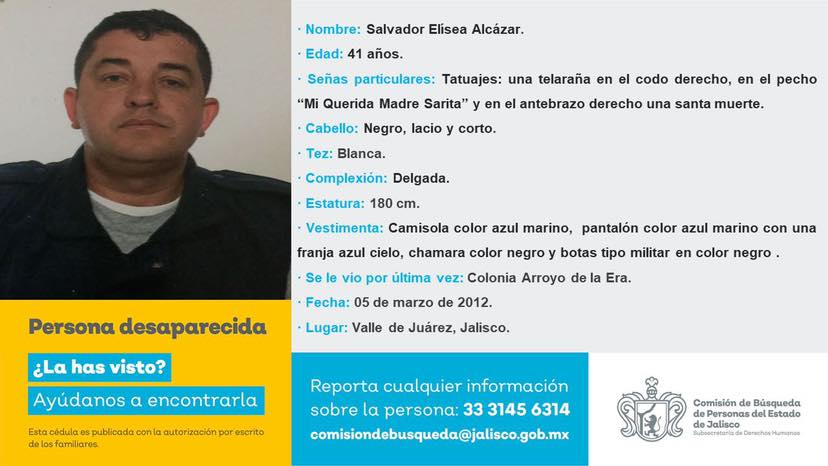 · Nombre: Salvador Elisea Alcázar.
· Edad: 41 años.
· Señas particulares: Tatuajes: una telaraña en el codo derecho, en el pecho
“Mi Querida Madre Sarita” y en el antebrazo derecho una santa muerte.
· Cabello: Negro, lacio y corto.
· Tez: Blanca.
· Complexión: Delgada.
· Estatura: 180 cm.
· Vestimenta: Camisola color azul marino, pantalón color azul marino con una
franja azul cielo, chamara color negro y botas tipo militar en color negro .
· Se le vio por última vez: Colonia Arroyo de la Era.
· Fecha: 05 de marzo de 2012.
· Lugar: Valle de Juárez, Jalisco.
Persona desaparecida
¿La has visto?
Ayúdanos a encontrarla
Esta cédula es publicada con la autorización por escrito
de los familiares.
Reporta cualquier información
sobre la persona: 33 3145 6314
comisiondebusqueda@jalisco.gob.mx
Comisión de Búsqueda
de Personas del Estado
de Jalisco
Subsecretaría de Derechos Humanos